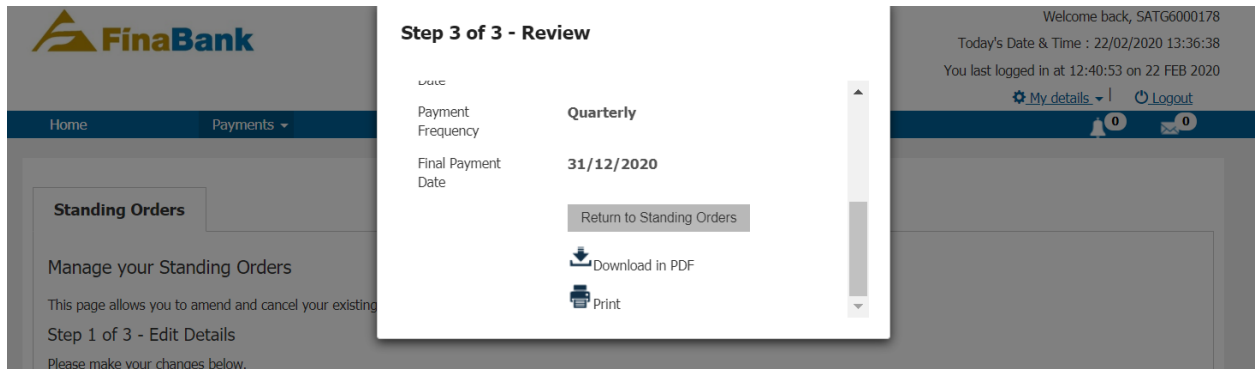 FinaBank
Welcome back, SATG6000178
Today's Date & Time : 22/02/2020 13:36:38
You last logged in at 12:40:53 on 22 FEB 2020
My details
Logout
Home
Payments
0
0
Standing Orders
Manage your Standing Orders
This page allows you to amend and cancel your existing
Step 1 of 3 - Edit Details
Please make your changes below.
Step 3 of 3 - Review
Date
Payment Frequency
Quarterly
Final Payment Date
31/12/2020
Return to Standing Orders
Download in PDF
Print